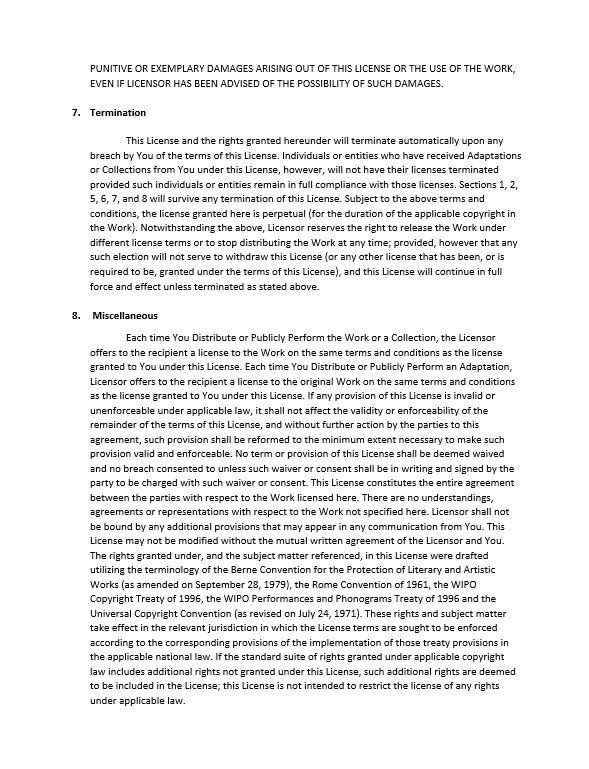 PUNITIVE OR EXEMPLARY DAMAGES ARISING OUT OF THIS LICENSE OR THE USE OF THE WORK,
EVEN IF LICENSOR HAS BEEN ADVISED OF THE POSSIBILITY OF SUCH DAMAGES.
7. Termination
This License and the rights granted hereunder will terminate automatically upon any
breach by You of the terms of this License. Individuals or entities who have received Adaptations
or Collections from You under this License, however, will not have their licenses terminated
provided such individuals or entities remain in full compliance with those licenses. Sections 1, 2,
5, 6, 7, and 8 will survive any termination of this License. Subject to the above terms and
conditions, the license granted here is perpetual (for the duration of the applicable copyright in
the Work). Notwithstanding the above, Licensor reserves the right to release the Work under
different license terms or to stop distributing the Work at any time; provided, however that any
such election will not serve to withdraw this License (or any other license that has been, or is
required to be, granted under the terms of this License), and this License will continue in full
force and effect unless terminated as stated above.
8. Miscellaneous
Each time You Distribute or Publicly Perform the Work or a Collection, the Licensor
offers to the recipient a license to the Work on the same terms and conditions as the license
granted to You under this License. Each time You Distribute or Publicly Perform an Adaptation,
Licensor offers to the recipient a license to the original Work on the same terms and conditions
as the license granted to You under this License. If any provision of this License is invalid or
unenforceable under applicable law, it shall not affect the validity or enforceability of the
remainder of the terms of this License, and without further action by the parties to this
agreement, such provision shall be reformed to the minimum extent necessary to make such
provision valid and enforceable. No term or provision of this License shall be deemed waived
and no breach consented to unless such waiver or consent shall be in writing and signed by the
party to be charged with such waiver or consent. This License constitutes the entire agreement
between the parties with respect to the Work licensed here. There are no understandings,
agreements or representations with respect to the Work not specified here. Licensor shall not
be bound by any additional provisions that may appear in any communication from You. This
License may not be modified without the mutual written agreement of the Licensor and You.
The rights granted under, and the subject matter referenced, in this License were drafted
utilizing the terminology of the Berne Convention for the Protection of Literary and Artistic
Works (as amended on September 28, 1979), the Rome Convention of 1961, the WIPO
Copyright Treaty of 1996, the WIPO Performances and Phonograms Treaty of 1996 and the
Universal Copyright Convention (as revised on July 24, 1971). These rights and subject matter
take effect in the relevant jurisdiction in which the License terms are sought to be enforced
according to the corresponding provisions of the implementation of those treaty provisions in
the applicable national law. If the standard suite of rights granted under applicable copyright
law includes additional rights not granted under this License, such additional rights are deemed
to be included in the License; this License is not intended to restrict the license of any rights
under applicable law.